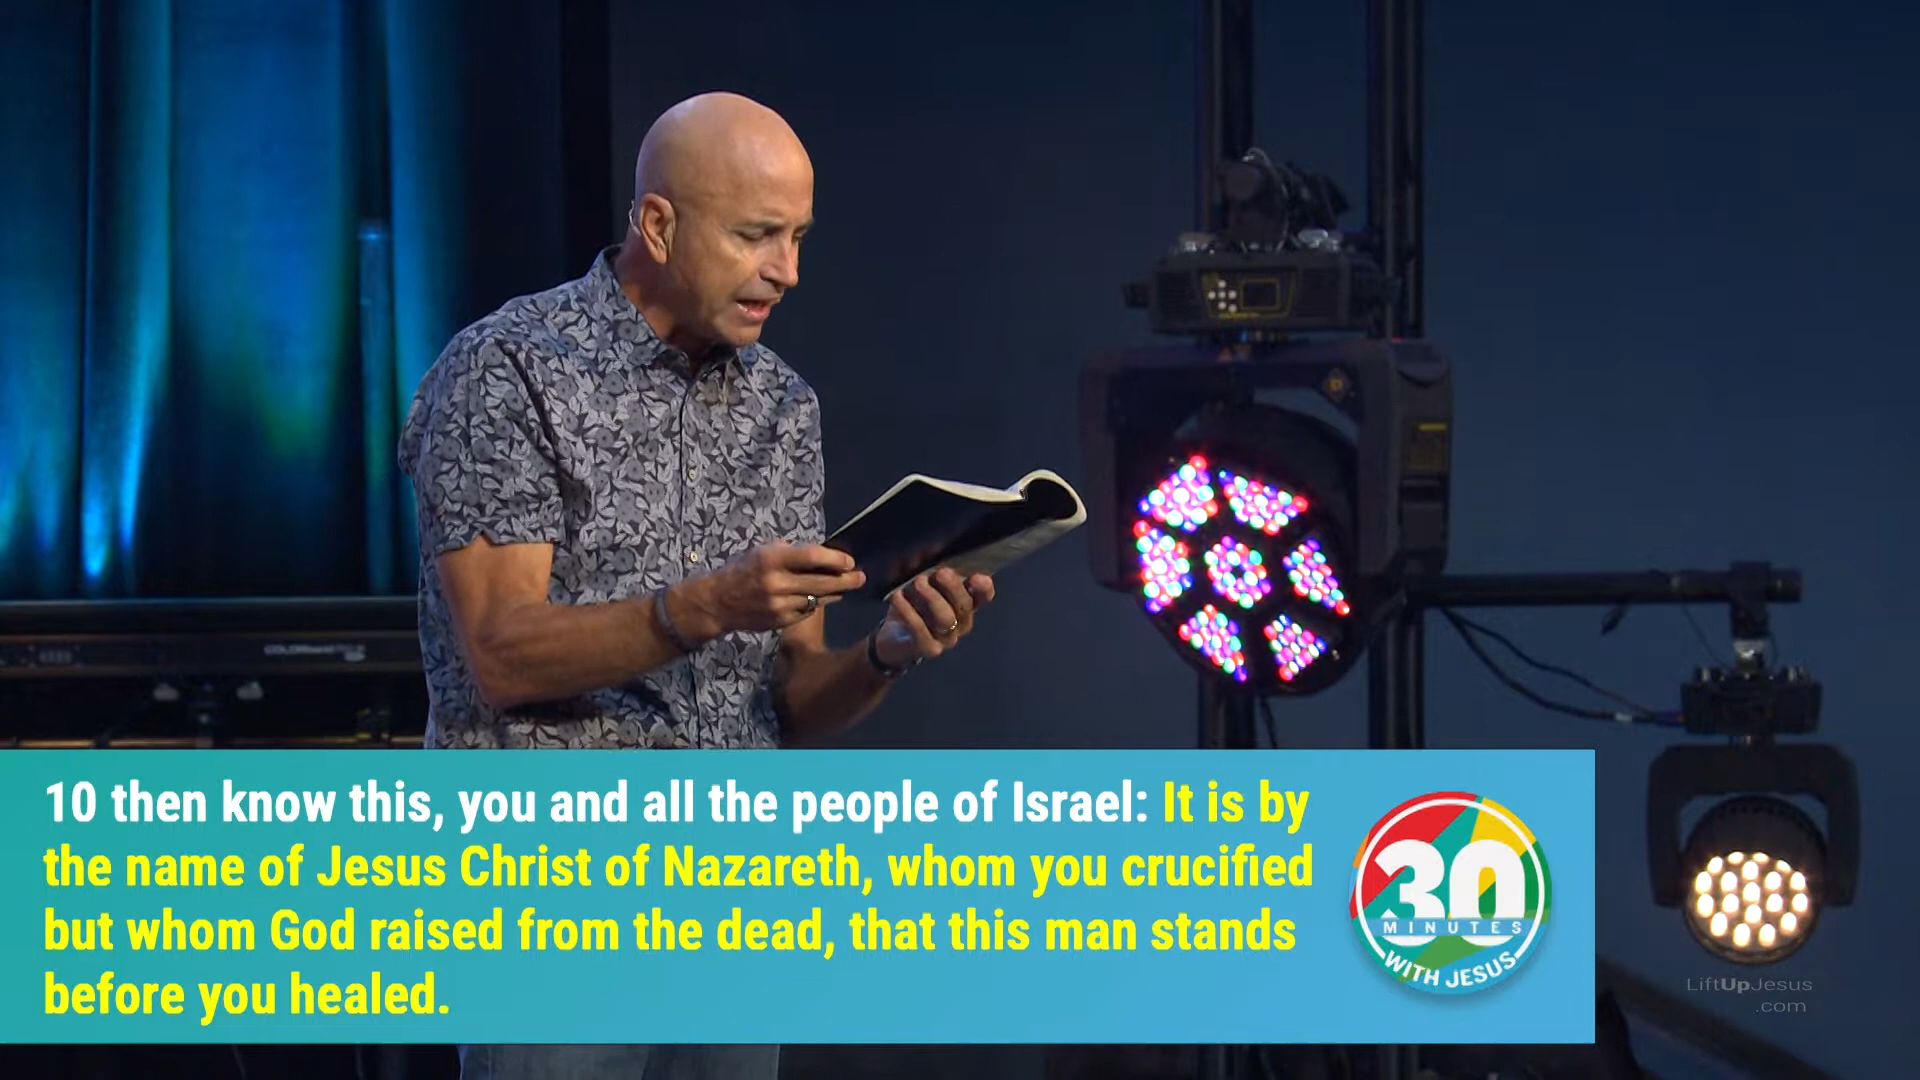 10 then know this, you and all the people of Israel: It is by
the name of Jesus Christ of Nazareth, whom you crucified
but whom God raised from the dead, that this man stands
before you healed.
30
MINUTES
WITH JESUS
LiftUpJesus
.com